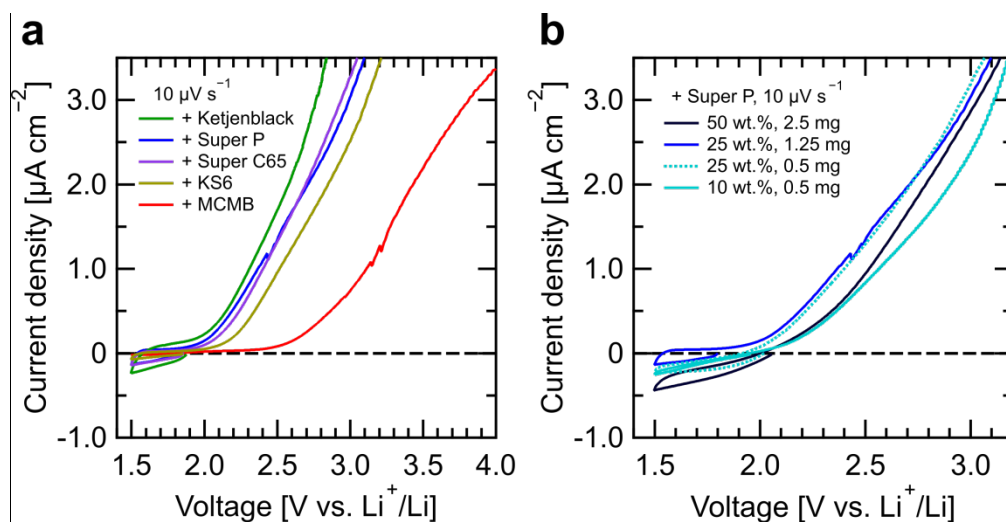 a
10 µV s⁻¹
+ Ketjenblack
+ Super P
+ Super C65
+ KS6
+ MCMB
Current density [µA cm⁻²]
3.0
2.0
1.0
0
-1.0
1.5 2.0 2.5 3.0 3.5 4.0
Voltage [V vs. Li⁺/Li]
b
+ Super P, 10 µV s⁻¹
50 wt.%, 2.5 mg
25 wt.%, 1.25 mg
25 wt.%, 0.5 mg
10 wt.%, 0.5 mg
Current density [µA cm⁻²]
3.0
2.0
1.0
0
-1.0
1.5 2.0 2.5 3.0
Voltage [V vs. Li⁺/Li]